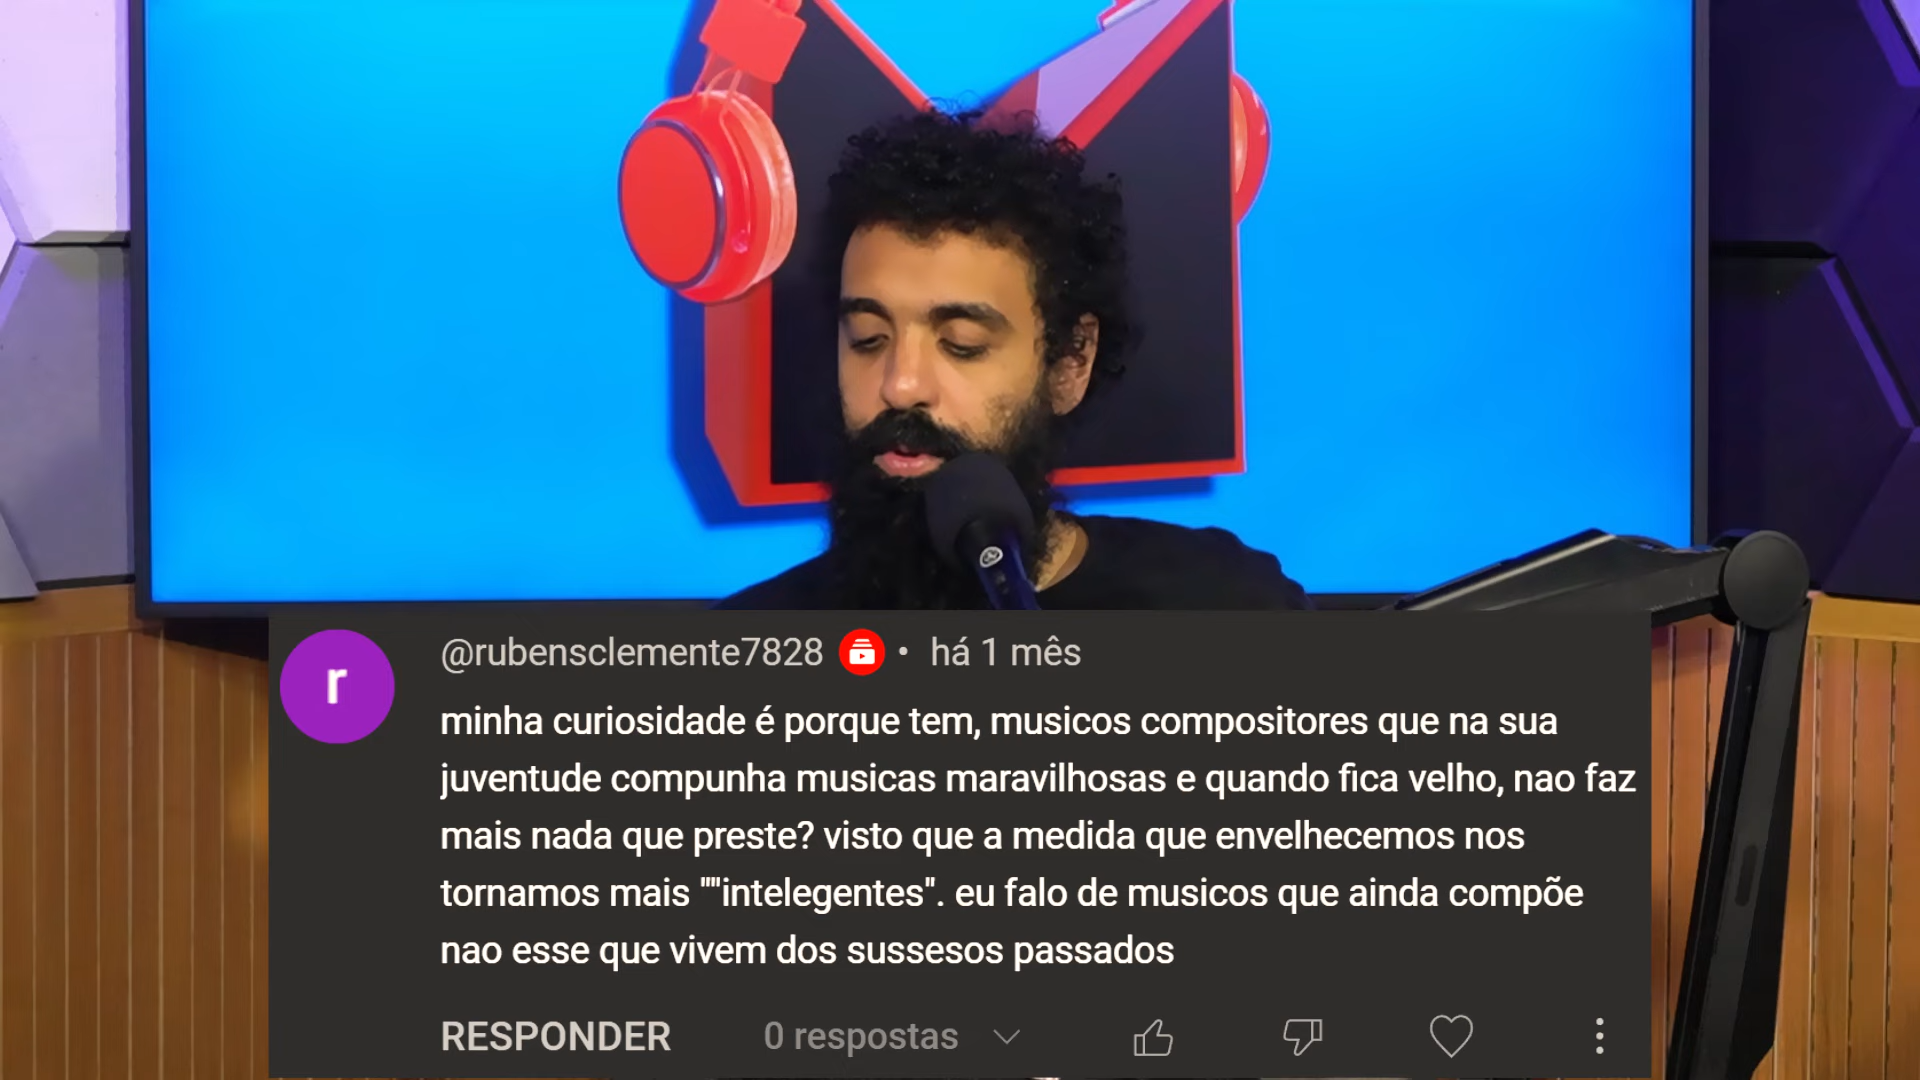 r
@rubensclemente7828 • há 1 mês
minha curiosidade é porque tem, musicos compositores que na sua
juventude compunha musicas maravilhosas e quando fica velho, nao faz
mais nada que preste? visto que a medida que envelhecemos nos
tornamos mais ""intelegentes". eu falo de musicos que ainda compõe
nao esse que vivem dos sussesos passados
RESPONDER 0 respostas